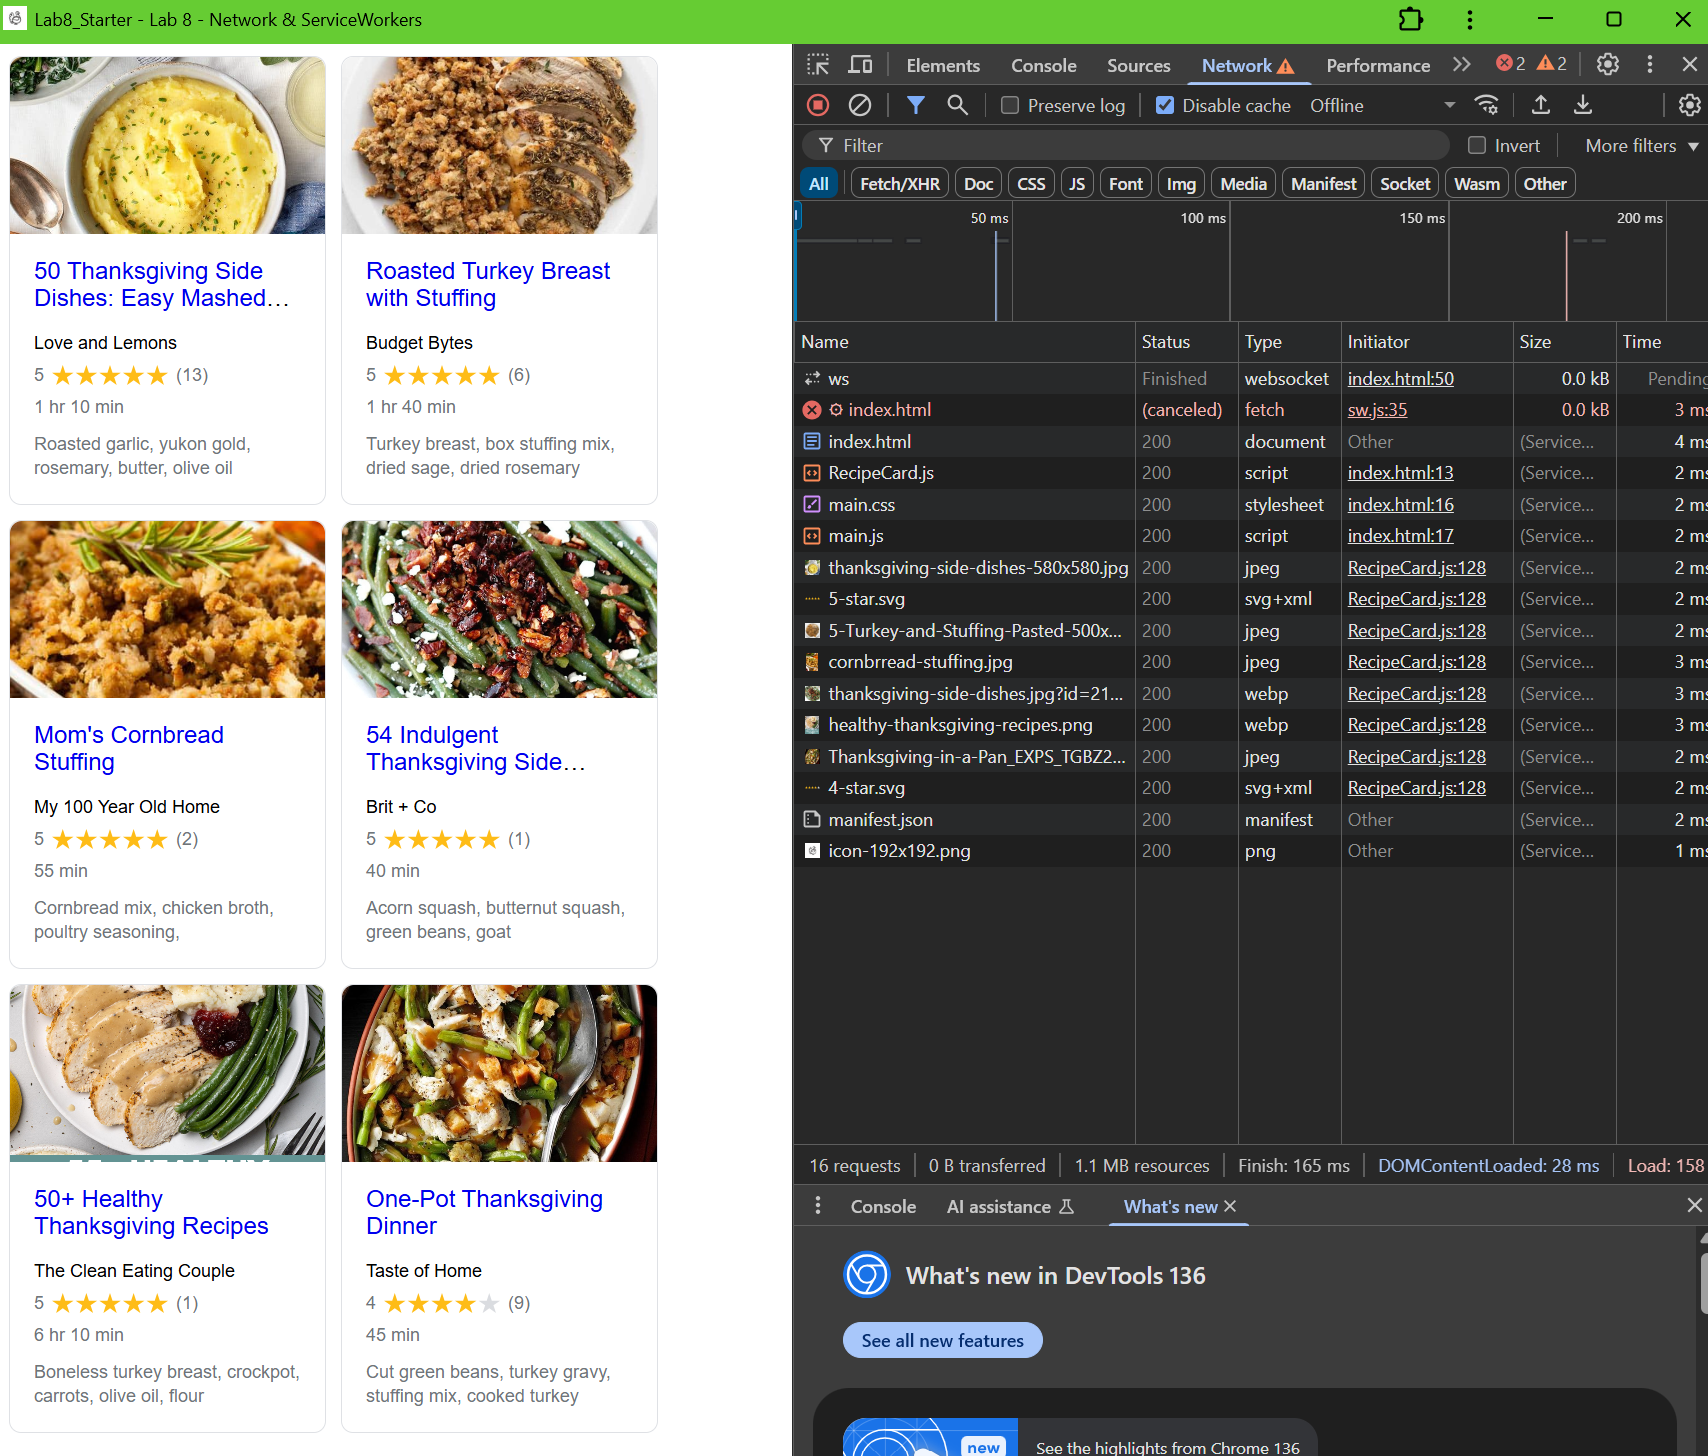 Lab8_Starter - Lab 8 - Network & ServiceWorkers
50 Thanksgiving Side
Dishes: Easy Mashed...
Love and Lemons
5 (13)
1 hr 10 min
Roasted garlic, yukon gold,
rosemary, butter, olive oil
Roasted Turkey Breast
with Stuffing
Budget Bytes
5 (6)
1 hr 40 min
Turkey breast, box stuffing mix,
dried sage, dried rosemary
Mom's Cornbread
Stuffing
My 100 Year Old Home
5 (2)
55 min
Cornbread mix, chicken broth,
poultry seasoning,
54 Indulgent
Thanksgiving Side...
Brit + Co
5 (1)
40 min
Acorn squash, butternut squash,
green beans, goat
50+ Healthy
Thanksgiving Recipes
The Clean Eating Couple
5 (1)
6 hr 10 min
Boneless turkey breast, crockpot,
carrots, olive oil, flour
One-Pot Thanksgiving
Dinner
Taste of Home
4 (9)
45 min
Cut green beans, turkey gravy,
stuffing mix, cooked turkey
Elements Console Sources Network Performance 2 2
Preserve log Disable cache Offline
Filter Invert More filters
All Fetch/XHR Doc CSS JS Font Img Media Manifest Socket Wasm Other
50 ms 100 ms 150 ms 200 ms
Name Status Type Initiator Size Time
ws Finished websocket index.html:50 0.0 kB Pending
index.html (canceled) fetch sw.js:35 0.0 kB 3 ms
index.html 200 document Other (Service... 4 ms
RecipeCard.js 200 script index.html:13 (Service... 2 ms
main.css 200 stylesheet index.html:16 (Service... 2 ms
main.js 200 script index.html:17 (Service... 2 ms
thanksgiving-side-dishes-580x580.jpg 200 jpeg RecipeCard.js:128 (Service... 2 ms
5-star.svg 200 svg+xml RecipeCard.js:128 (Service... 2 ms
5-Turkey-and-Stuffing-Pasted-500x... 200 jpeg RecipeCard.js:128 (Service... 2 ms
cornbrread-stuffing.jpg 200 jpeg RecipeCard.js:128 (Service... 3 ms
thanksgiving-side-dishes.jpg?id=21... 200 webp RecipeCard.js:128 (Service... 3 ms
healthy-thanksgiving-recipes.png 200 webp RecipeCard.js:128 (Service... 3 ms
Thanksgiving-in-a-Pan_EXPS_TGBZ2... 200 jpeg RecipeCard.js:128 (Service... 2 ms
4-star.svg 200 svg+xml RecipeCard.js:128 (Service... 2 ms
manifest.json 200 manifest Other (Service... 2 ms
icon-192x192.png 200 png Other (Service... 1 ms
16 requests 0 B transferred 1.1 MB resources Finish: 165 ms DOMContentLoaded: 28 ms Load: 158
Console AI assistance What's new
What's new in DevTools 136
See all new features
new See the highlights from Chrome 136